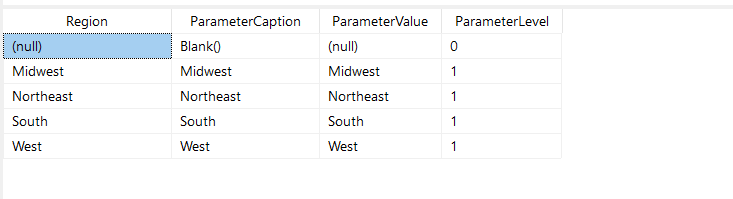 Region ParameterCaption ParameterValue ParameterLevel
(null) Blank() (null) 0
Midwest Midwest Midwest 1
Northeast Northeast Northeast 1
South South South 1
West West West 1